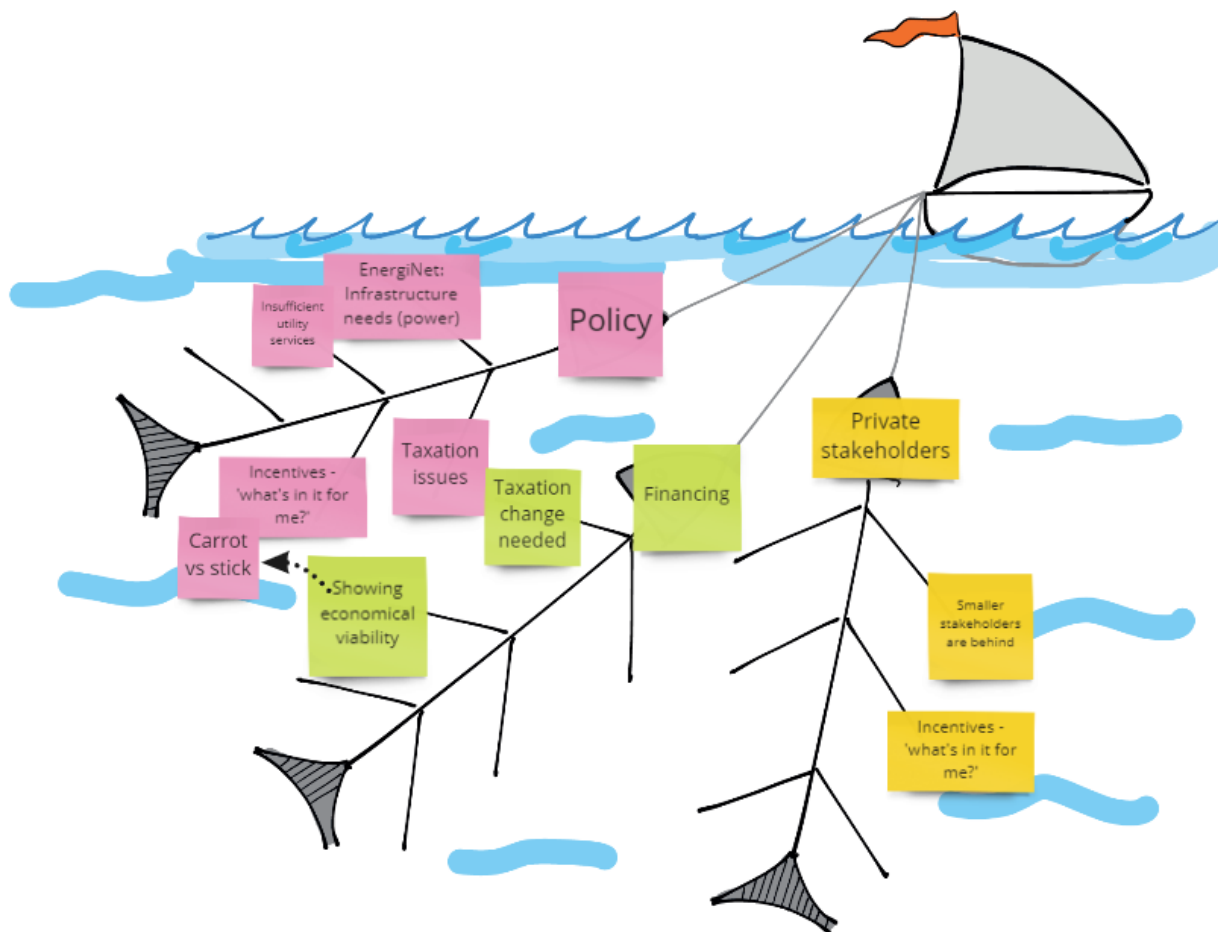 EnergiNet:
Infrastructure
needs (power)
Insufficient
utility
services
Policy
Taxation
issues
Incentives -
'what's in it for
me?'
Carrot
vs stick
Financing
Taxation
change
needed
Showing
economical
viability
Private
stakeholders
Smaller
stakeholders
are behind
Incentives -
'what's in it for
me?'